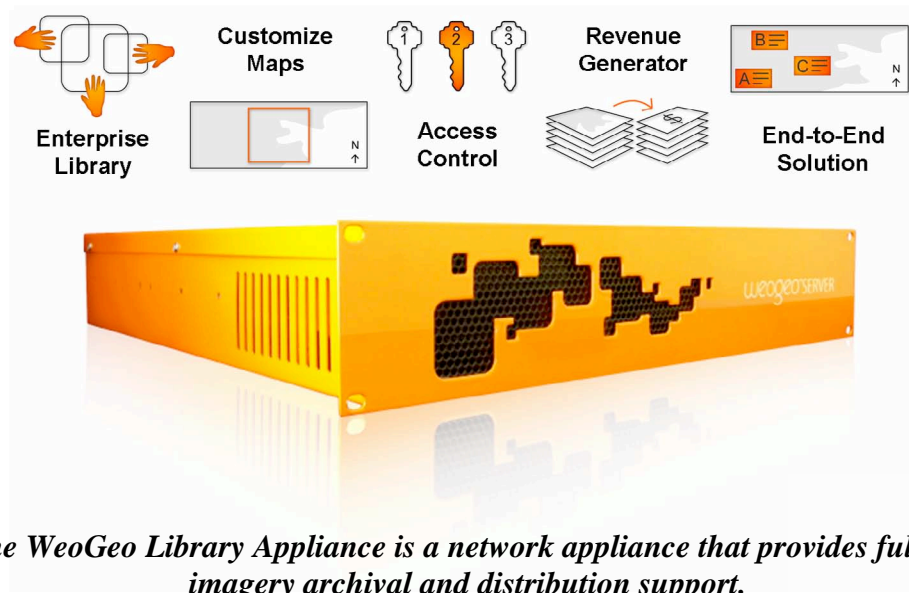 Customize
Maps
1 2 3
Revenue
Generator
B
C
A
N
Enterprise
Library
N
Access
Control
$
End-to-End
Solution
weogeo SERVER
WeoGeo Library Appliance is a network appliance that provides
imagery archival and distribution support.